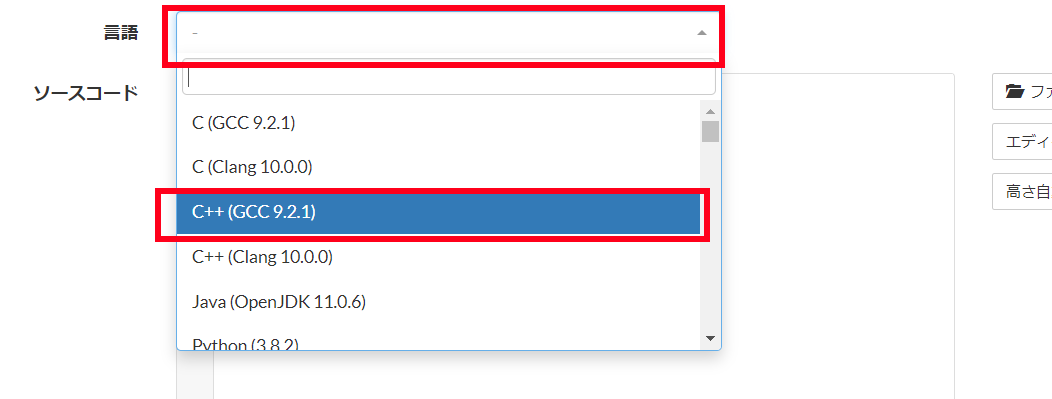 言語
-
ソースコード
C (GCC 9.2.1)
C (Clang 10.0.0)
C++ (GCC 9.2.1)
C++ (Clang 10.0.0)
Java (OpenJDK 11.0.6)
Python (3.8.2)
ファ
エディ
高さ自